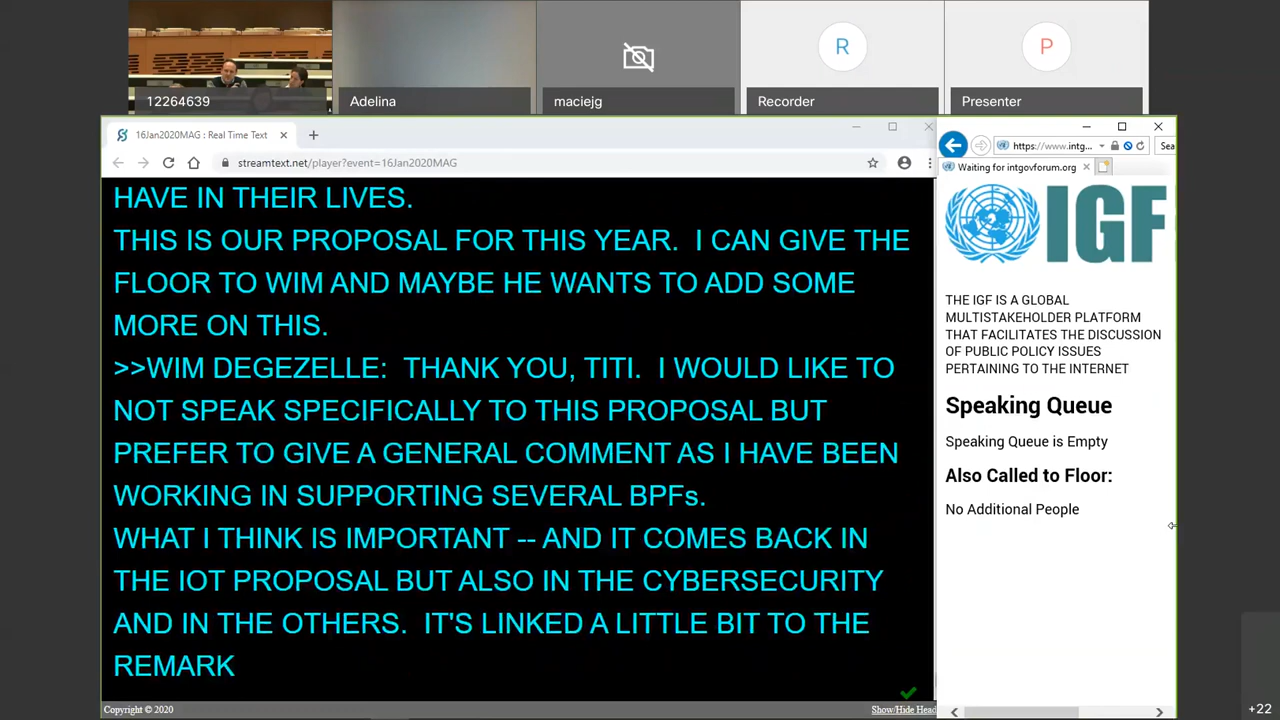 12264639
Adelina
maciejg
R
Recorder
P
Presenter
16Jan2020MAG : Real Time Text
streamtext.net/player?event=16Jan2020MAG
HAVE IN THEIR LIVES.
THIS IS OUR PROPOSAL FOR THIS YEAR.  I CAN GIVE THE
FLOOR TO WIM AND MAYBE HE WANTS TO ADD SOME
MORE ON THIS.
>>WIM DEGEZELLE:  THANK YOU, TITI.  I WOULD LIKE TO
NOT SPEAK SPECIFICALLY TO THIS PROPOSAL BUT
PREFER TO GIVE A GENERAL COMMENT AS I HAVE BEEN
WORKING IN SUPPORTING SEVERAL BPFs.
WHAT I THINK IS IMPORTANT -- AND IT COMES BACK IN
THE IOT PROPOSAL BUT ALSO IN THE CYBERSECURITY
AND IN THE OTHERS.  IT'S LINKED A LITTLE BIT TO THE
REMARK
Copyright © 2020
Show/Hide Head
https://www.intg...
Sea
Waiting for intgovforum.org
IGF
THE IGF IS A GLOBAL
MULTISTAKEHOLDER PLATFORM
THAT FACILITATES THE DISCUSSION
OF PUBLIC POLICY ISSUES
PERTAINING TO THE INTERNET
Speaking Queue
Speaking Queue is Empty
Also Called to Floor:
No Additional People
+22